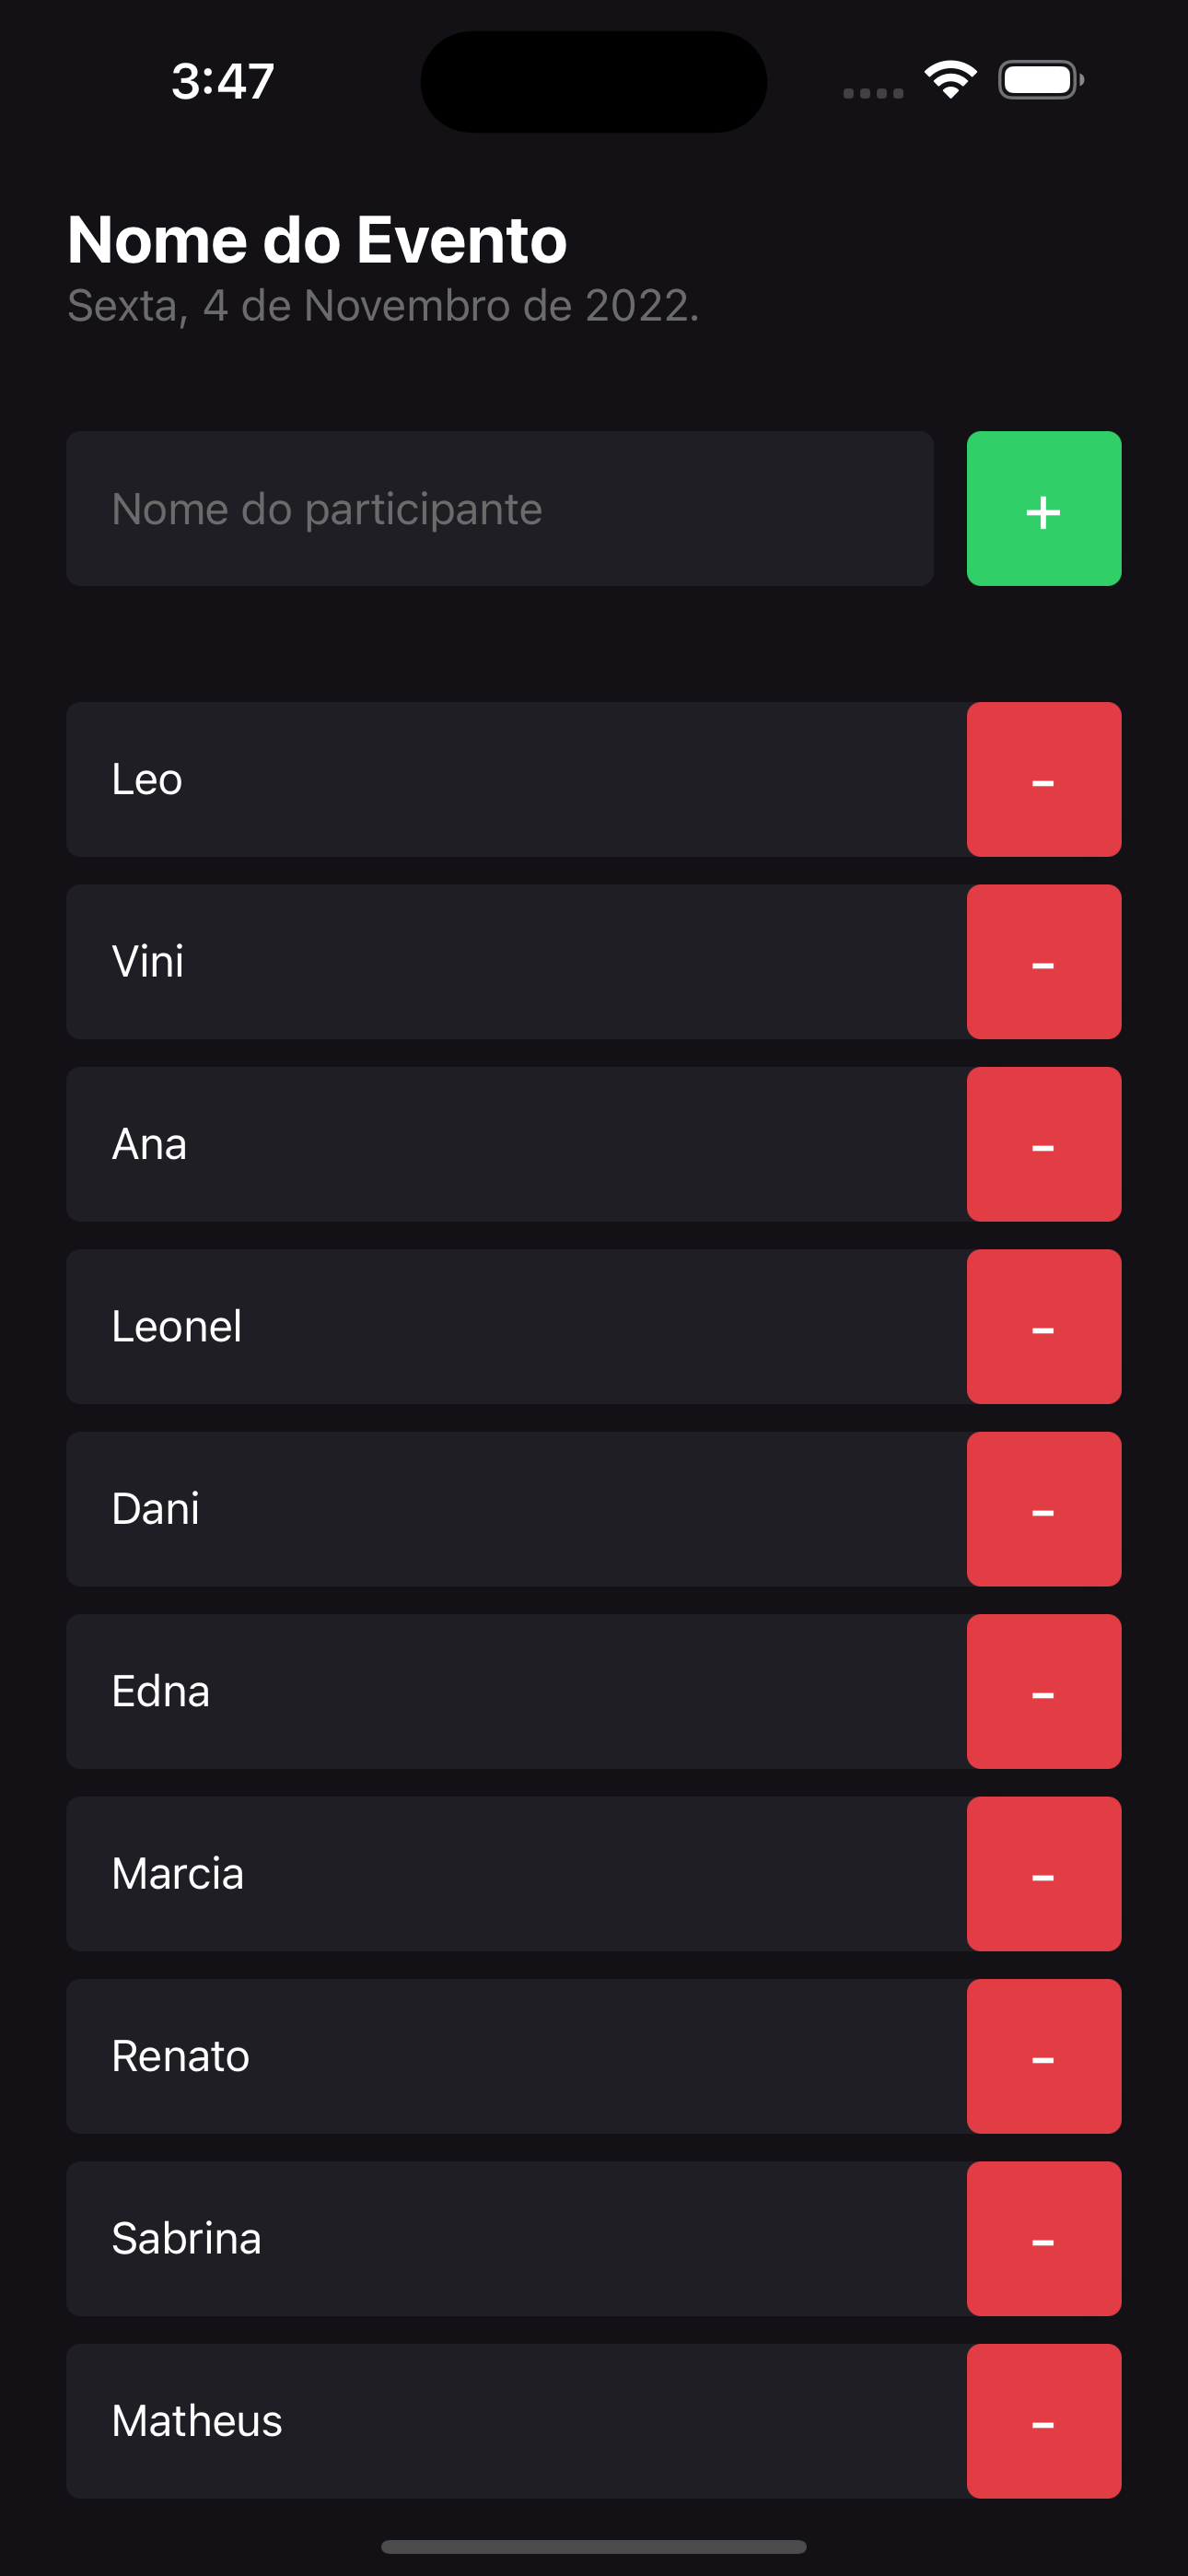 3:47
Nome do Evento
Sexta, 4 de Novembro de 2022.
Nome do participante
+
Leo
-
Vini
-
Ana
-
Leonel
-
Dani
-
Edna
-
Marcia
-
Renato
-
Sabrina
-
Matheus
-